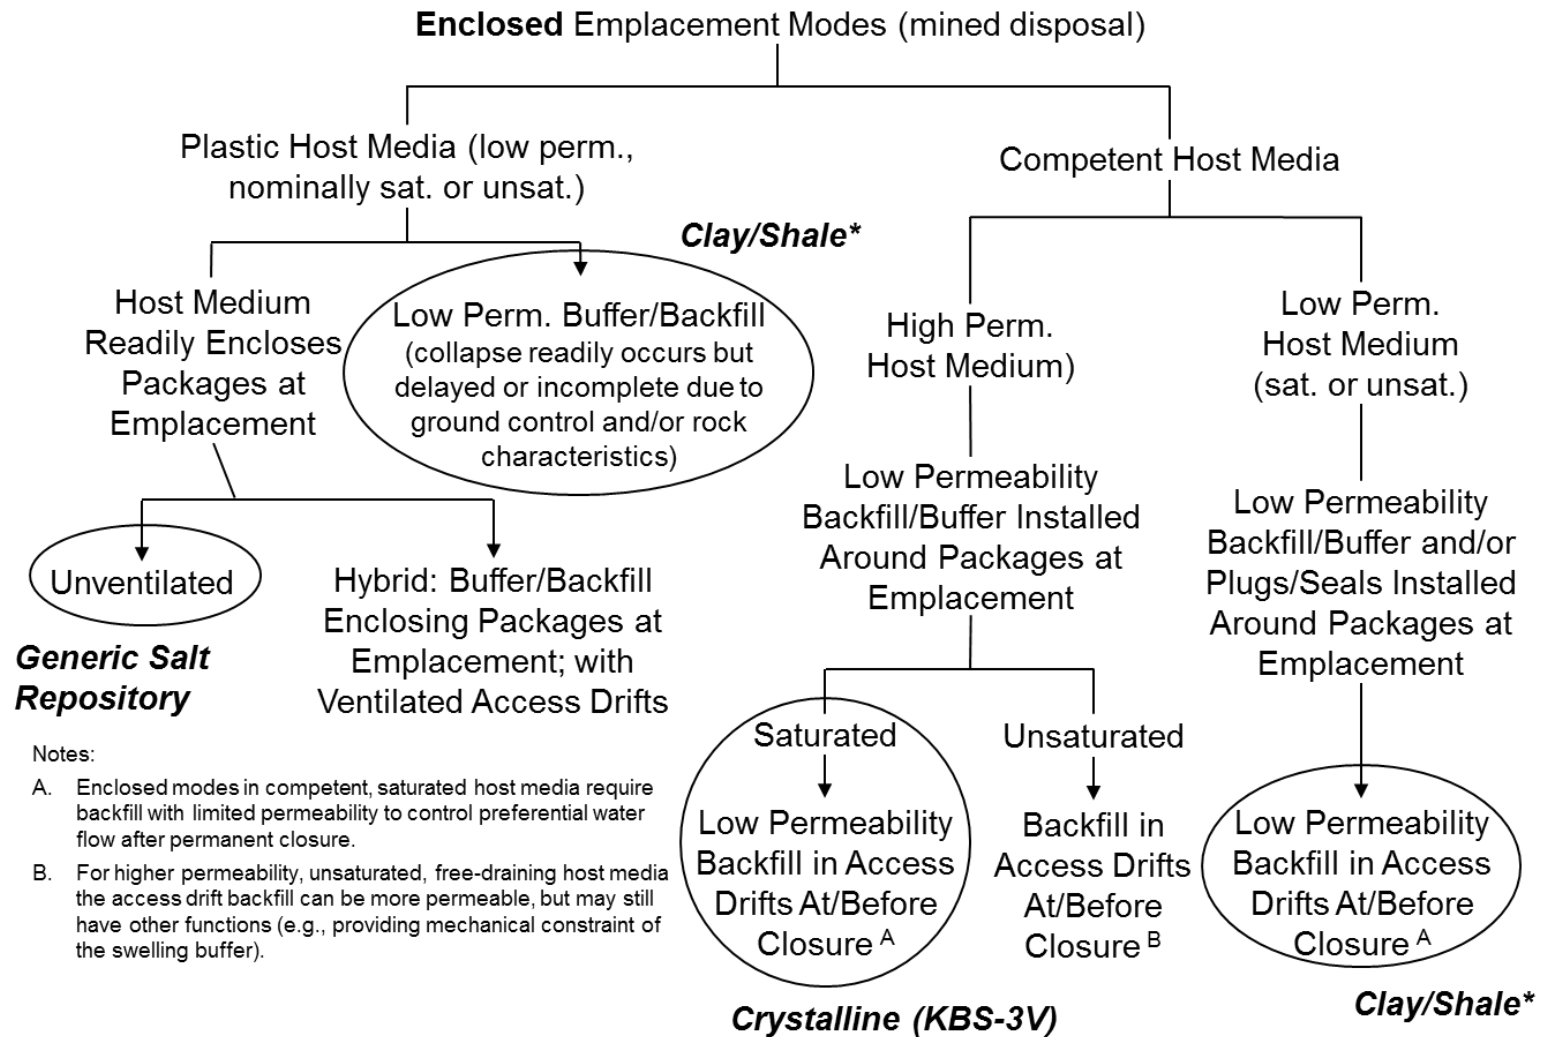 Enclosed Emplacement Modes (mined disposal)
Plastic Host Media (low perm.,
nominally sat. or unsat.)
Competent Host Media
Clay/Shale*
Host Medium
Readily Encloses
Packages at
Emplacement
Low Perm. Buffer/Backfill
(collapse readily occurs but
delayed or incomplete due to
ground control and/or rock
characteristics)
High Perm.
Host Medium)
Low Perm.
Host Medium
(sat. or unsat.)
Low Permeability
Backfill/Buffer Installed
Around Packages at
Emplacement
Low Permeability
Backfill/Buffer and/or
Plugs/Seals Installed
Around Packages at
Emplacement
Unventilated
Generic Salt
Repository
Hybrid: Buffer/Backfill
Enclosing Packages at
Emplacement; with
Ventilated Access Drifts
Saturated
Low Permeability
Backfill in Access
Drifts At/Before
Closure A
Crystalline (KBS-3V)
Unsaturated
Backfill in
Access Drifts
At/Before
Closure B
Low Permeability
Backfill in Access
Drifts At/Before
Closure A
Clay/Shale*
Notes:
A. Enclosed modes in competent, saturated host media require
backfill with limited permeability to control preferential water
flow after permanent closure.
B. For higher permeability, unsaturated, free-draining host media
the access drift backfill can be more permeable, but may still
have other functions (e.g., providing mechanical constraint of
the swelling buffer).